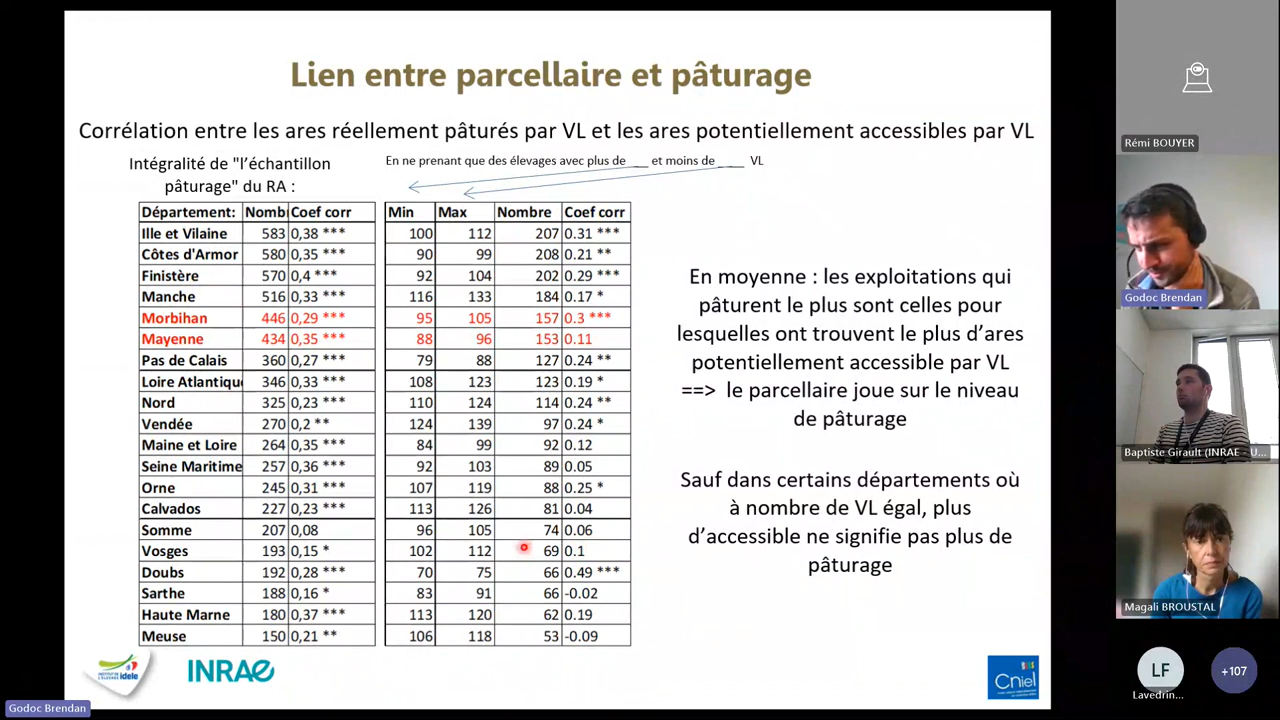 Lien entre parcellaire et pâturage
Corrélation entre les ares réellement pâturés par VL et les ares potentiellement accessibles par VL
Intégralité de "l'échantillon
pâturage" du RA :
En ne prenant que des élevages avec plus de ___ et moins de ____ VL
Département: Nomb Coef corr Min Max Nombre Coef corr
Ille et Vilaine 583 0,38 *** 100 112 207 0.31 ***
Côtes d'Armor 580 0,35 *** 90 99 208 0.21 **
Finistère 570 0,4 *** 92 104 202 0.29 ***
Manche 516 0,33 *** 116 133 184 0.17 *
Morbihan 446 0,29 *** 95 105 157 0.3 ***
Mayenne 434 0,35 *** 88 96 153 0.11
Pas de Calais 360 0,27 *** 79 88 127 0.24 **
Loire Atlantiqu 346 0,33 *** 108 123 123 0.19 *
Nord 325 0,23 *** 110 124 114 0.24 **
Vendée 270 0,2 ** 124 139 97 0.24 *
Maine et Loire 264 0,35 *** 84 99 92 0.12
Seine Maritime 257 0,36 *** 92 103 89 0.05
Orne 245 0,31 *** 107 119 88 0.25 *
Calvados 227 0,23 *** 113 126 81 0.04
Somme 207 0,08 96 105 74 0.06
Vosges 193 0,15 * 102 112 69 0.1
Doubs 192 0,28 *** 70 75 66 0.49 ***
Sarthe 188 0,16 * 83 91 66 -0.02
Haute Marne 180 0,37 *** 113 120 62 0.19
Meuse 150 0,21 ** 106 118 53 -0.09
En moyenne : les exploitations qui
pâturent le plus sont celles pour
lesquelles ont trouvent le plus d'ares
potentiellement accessible par VL
==> le parcellaire joue sur le niveau
de pâturage
Sauf dans certains départements où
à nombre de VL égal, plus
d'accessible ne signifie pas plus de
pâturage
INSTITUT DE L'ÉLEVAGE idele
INRAE
Cniel
Godoc Brendan
Rémi BOUYER
Godoc Brendan
Baptiste Girault (INRAE - U...
Magali BROUSTAL
LF
Lavedrin...
+107